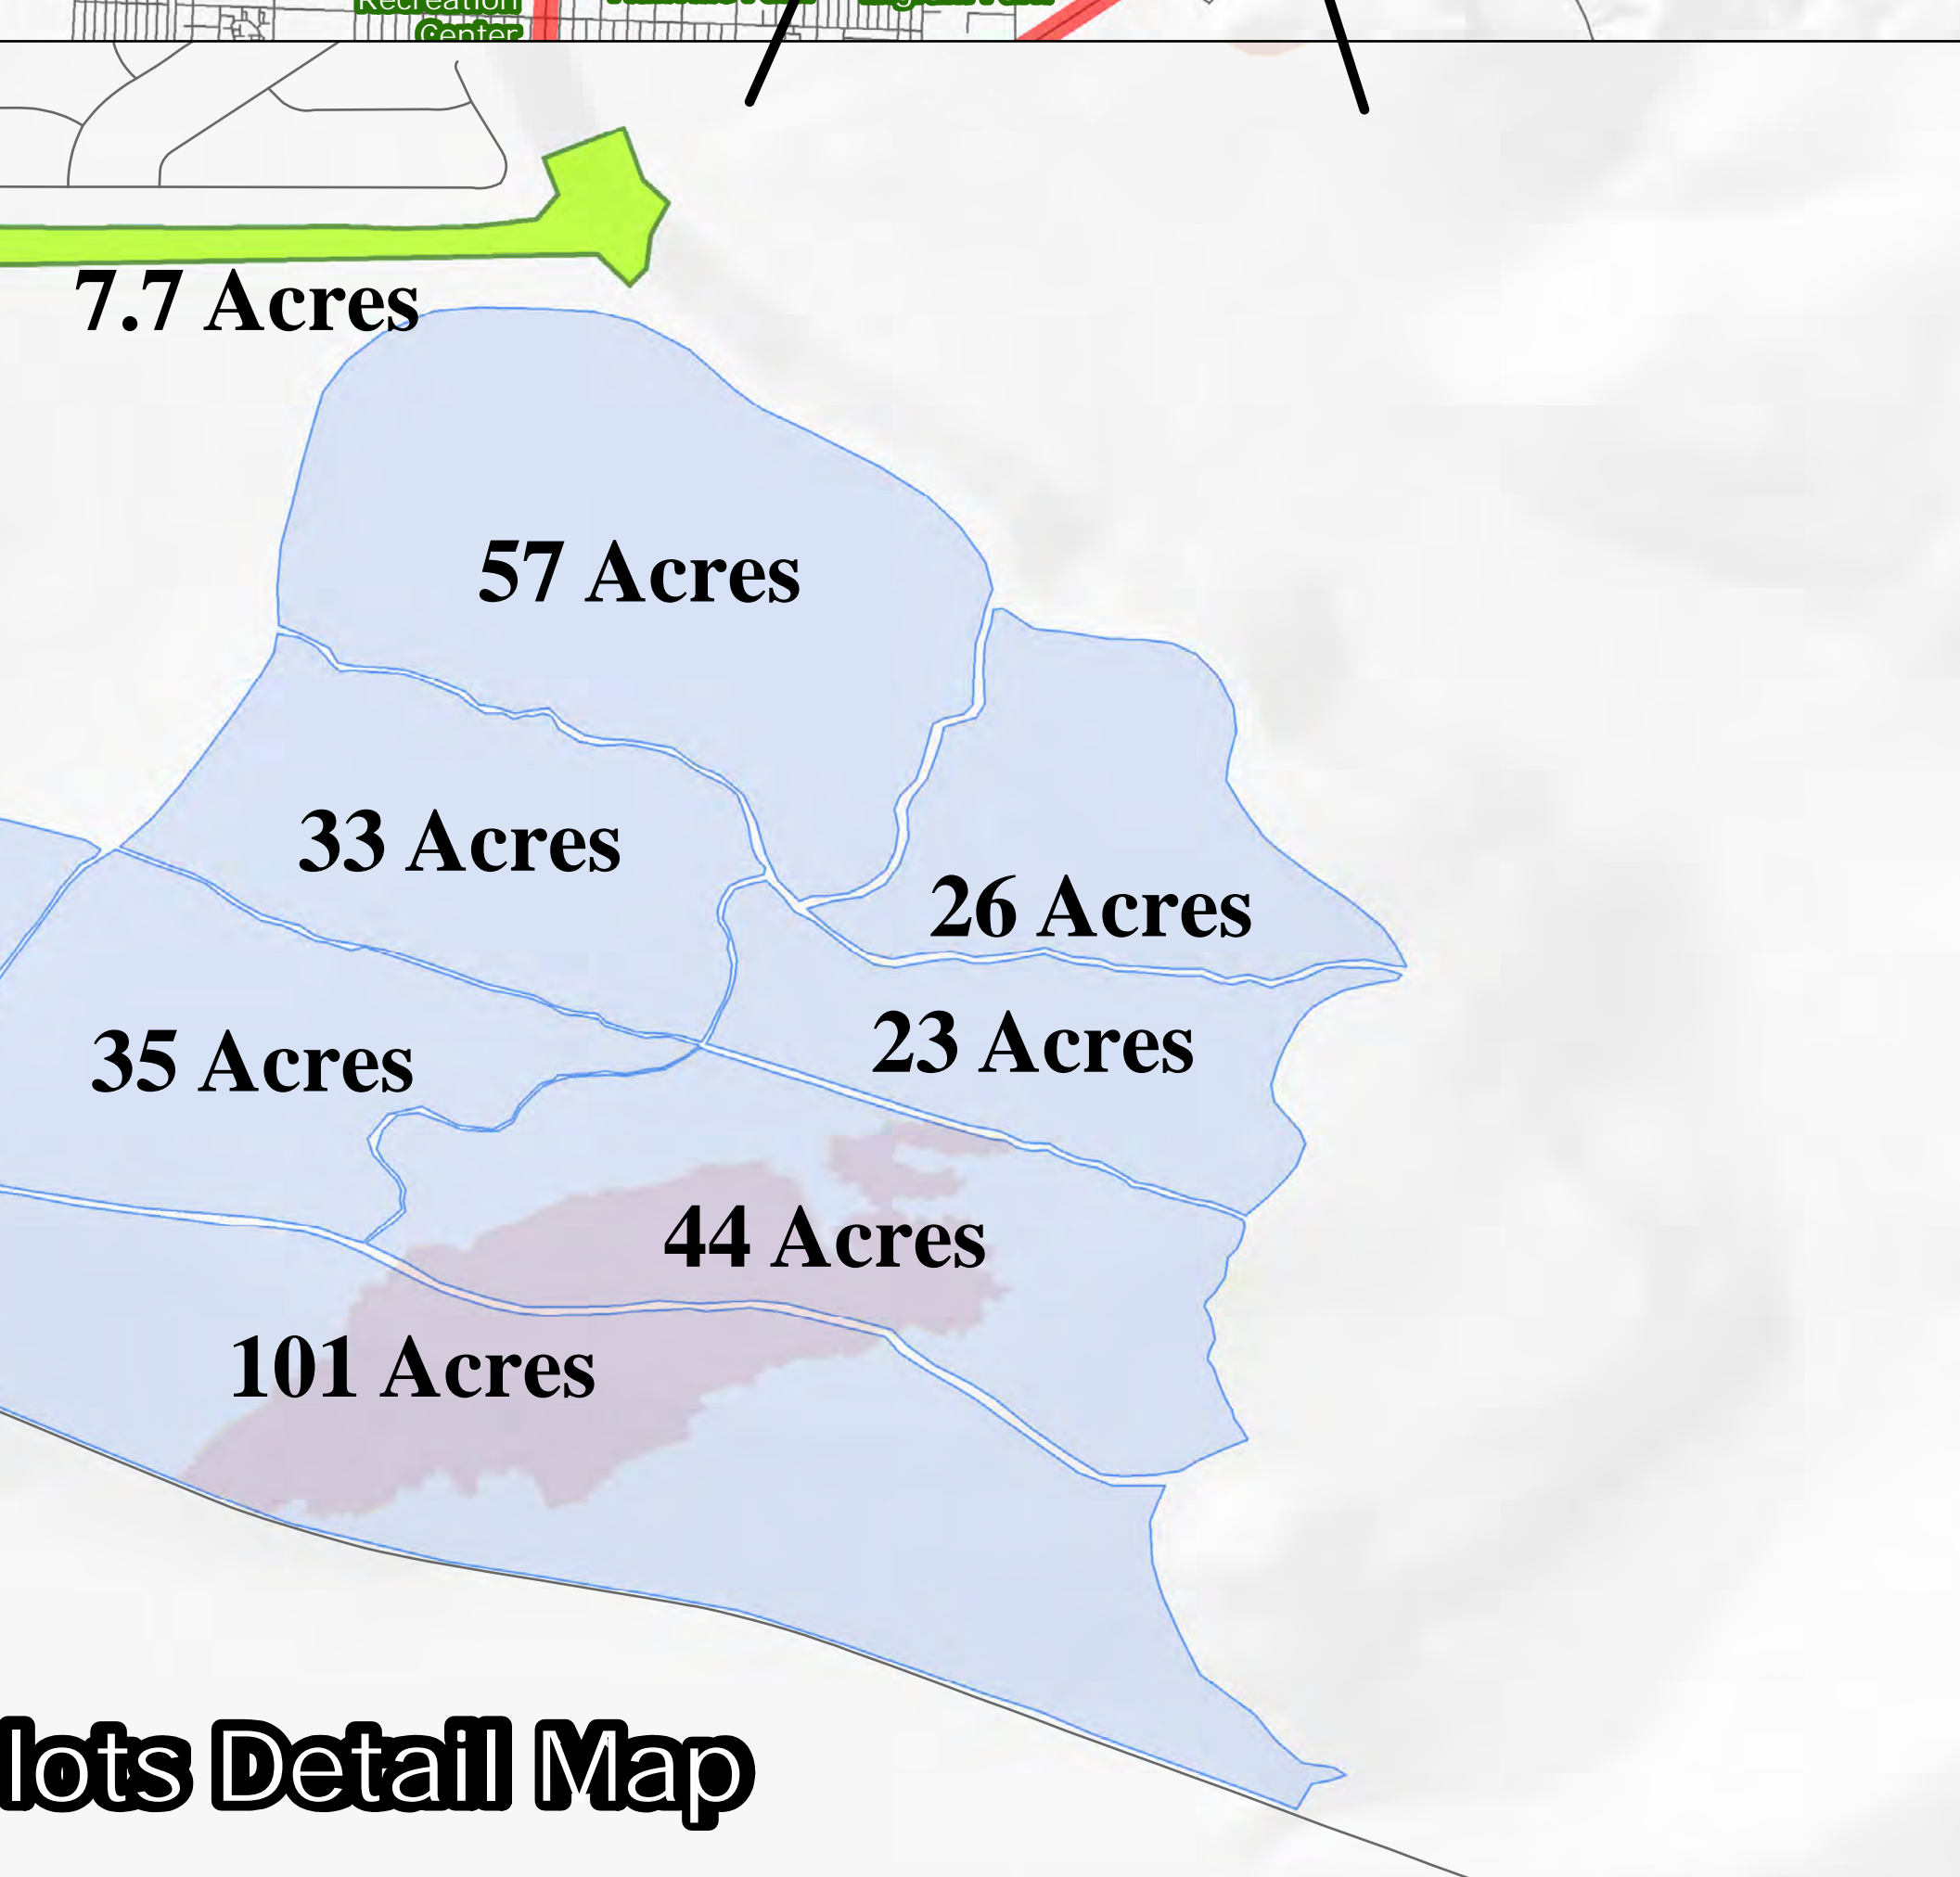 Recreation
Center
7.7 Acres
57 Acres
33 Acres
26 Acres
23 Acres
35 Acres
44 Acres
101 Acres
lots Detail Map